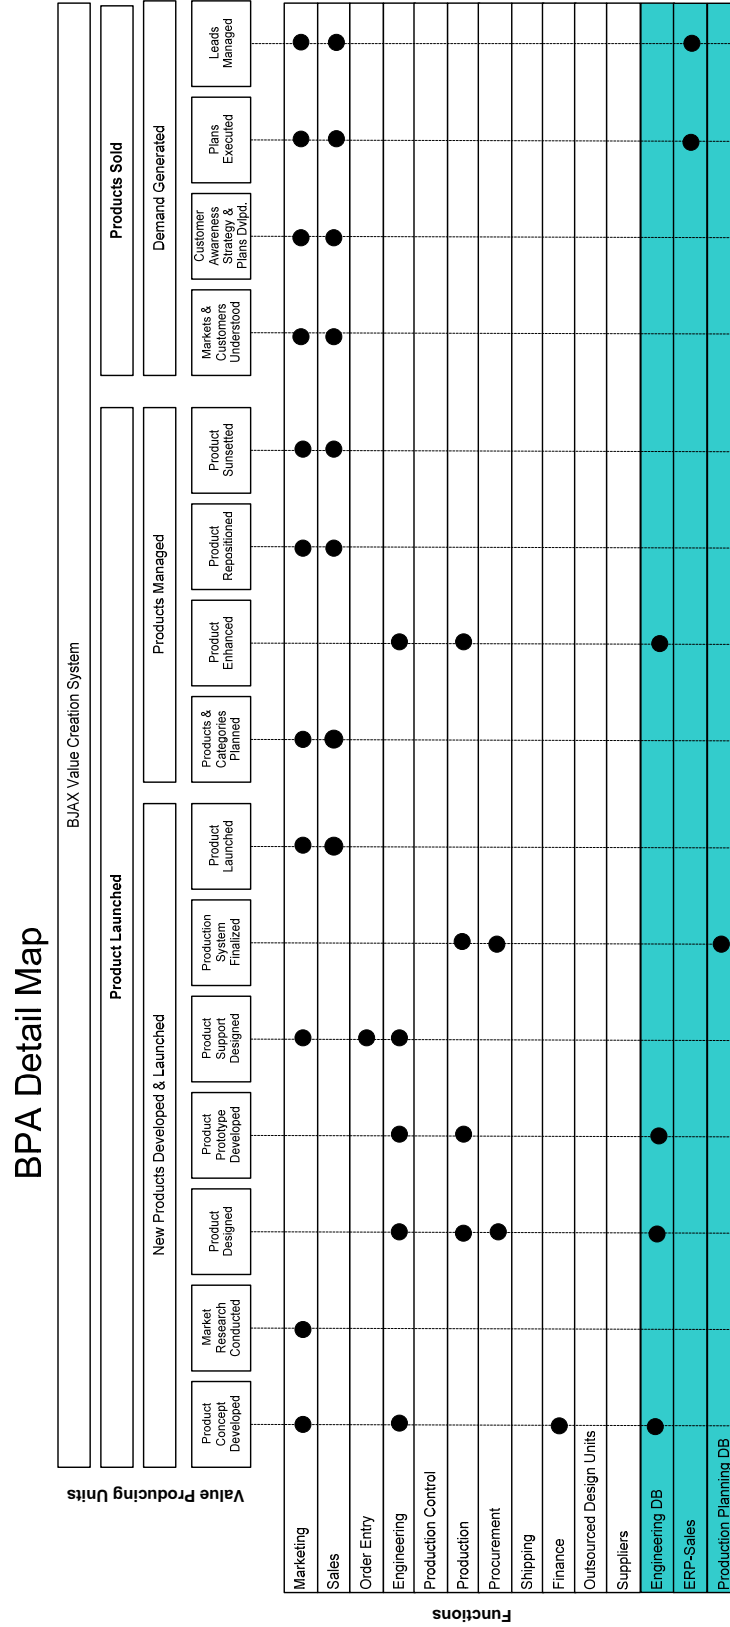 BPA Detail Map
BJAX Value Creation System
Product Launched
Products Sold
New Products Developed & Launched
Products Managed
Demand Generated
Value Producing Units
Product
Concept
Developed
Market
Research
Conducted
Product
Designed
Product
Prototype
Developed
Product
Support
Designed
Production
System
Finalized
Product
Launched
Products &
Categories
Planned
Product
Enhanced
Product
Repositioned
Product
Sunsetted
Markets &
Customers
Understood
Customer
Awareness
Strategy &
Plans Dvlpd.
Plans
Executed
Leads
Managed
Functions
Marketing
Sales
Order Entry
Engineering
Production Control
Production
Procurement
Shipping
Finance
Outsourced Design Units
Suppliers
Engineering DB
ERP-Sales
Production Planning DB